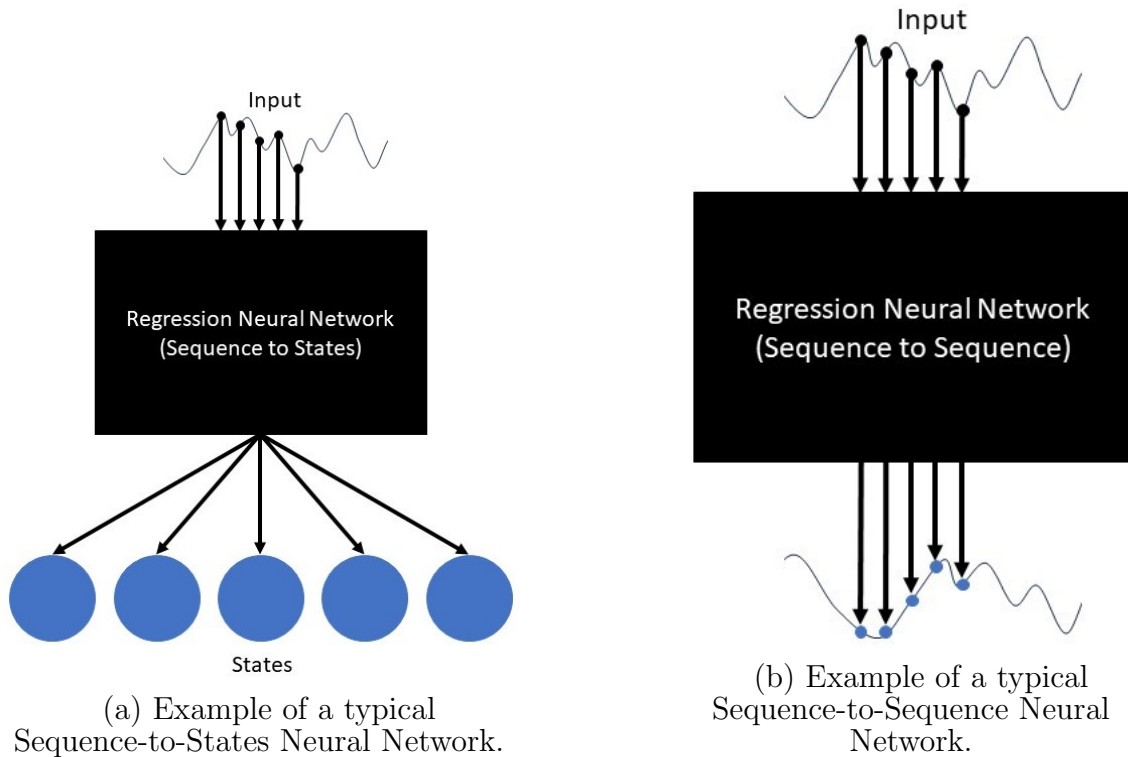 Input
Regression Neural Network
(Sequence to States)
States
(a) Example of a typical
Sequence-to-States Neural Network.
Input
Regression Neural Network
(Sequence to Sequence)
(b) Example of a typical
Sequence-to-Sequence Neural
Network.